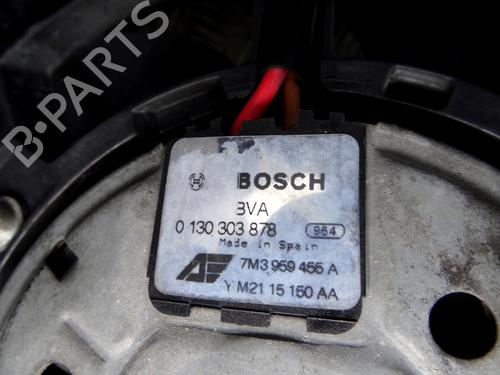 B-PARTS
BOSCH
3VA
0 130 303 878 964
Made in Spain
7M3 959 455 A
YM21 15 150 AA